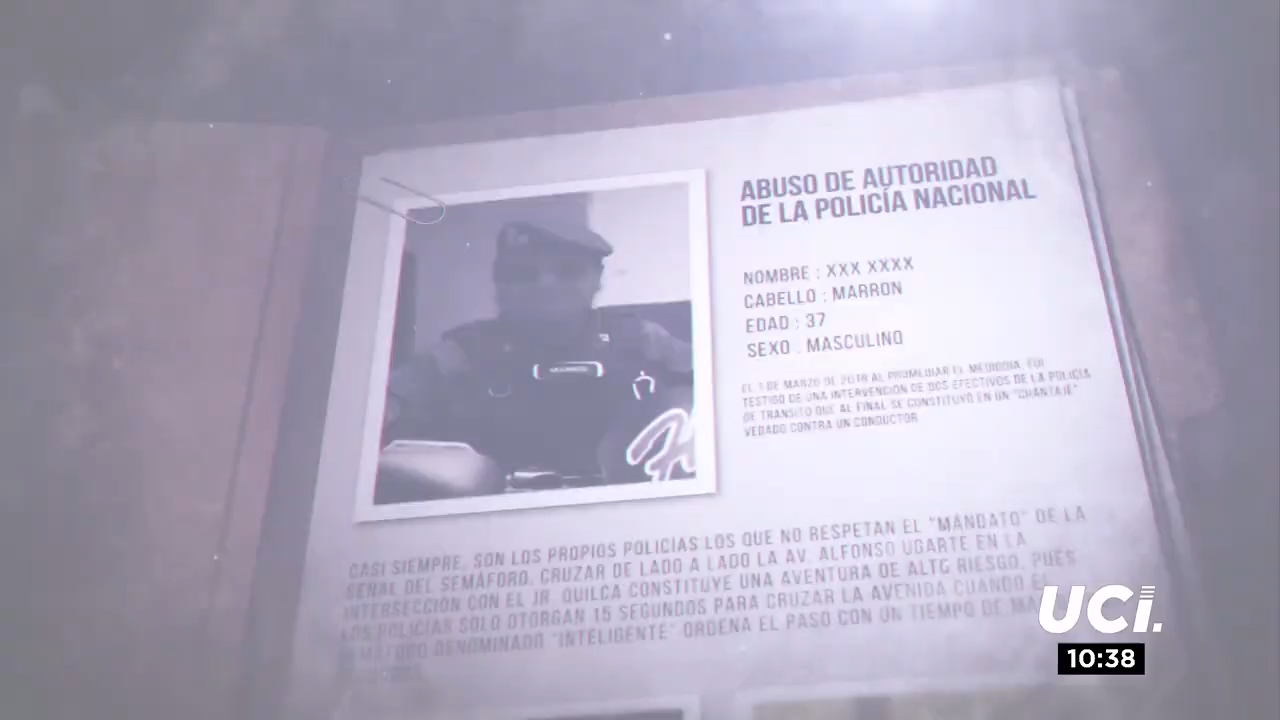 ABUSO DE AUTORIDAD
DE LA POLICÍA NACIONAL
NOMBRE : XXX XXXX
CABELLO : MARRON
EDAD : 37
SEXO : MASCULINO
EL 1 DE MARZO DE 2018 AL PROMEDIAR EL MEDIODIA, FUI
TESTIGO DE UNA INTERVENCIÓN DE DOS EFECTIVOS DE LA POLICÍA
DE TRANSITO QUE AL FINAL SE CONSTITUYÓ EN UN "CHANTAJE"
VEDADO CONTRA UN CONDUCTOR
CASI SIEMPRE, SON LOS PROPIOS POLICÍAS LOS QUE NO RESPETAN EL "MANDATO" DE LA
SEÑAL DEL SEMÁFORO. CRUZAR DE LADO A LADO LA AV. ALFONSO UGARTE EN LA
INTERSECCIÓN CON EL JR. QUILCA CONSTITUYE UNA AVENTURA DE ALTO RIESGO, PUES
LOS POLICÍAS SOLO OTORGAN 15 SEGUNDOS PARA CRUZAR LA AVENIDA CUANDO EL
SEMÁFORO DENOMINADO "INTELIGENTE" ORDENA EL PASO CON UN TIEMPO DE
UCI.
10:38